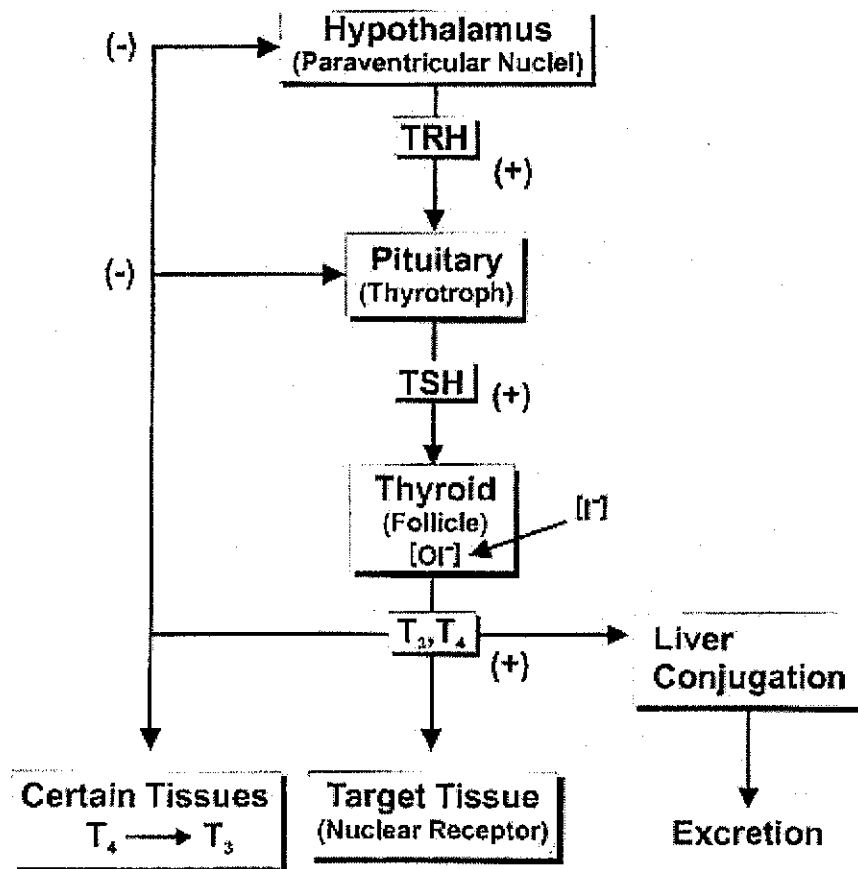 Hypothalamus
(Paraventricular Nuclei)
(-)
TRH
(+)
Pituitary
(Thyrotroph)
(-)
TSH
(+)
Thyroid
(Follicle)
[OI⁻]
[I⁻]
T₃, T₄
(+)
Liver
Conjugation
Certain Tissues
T₄ → T₃
Target Tissue
(Nuclear Receptor)
Excretion